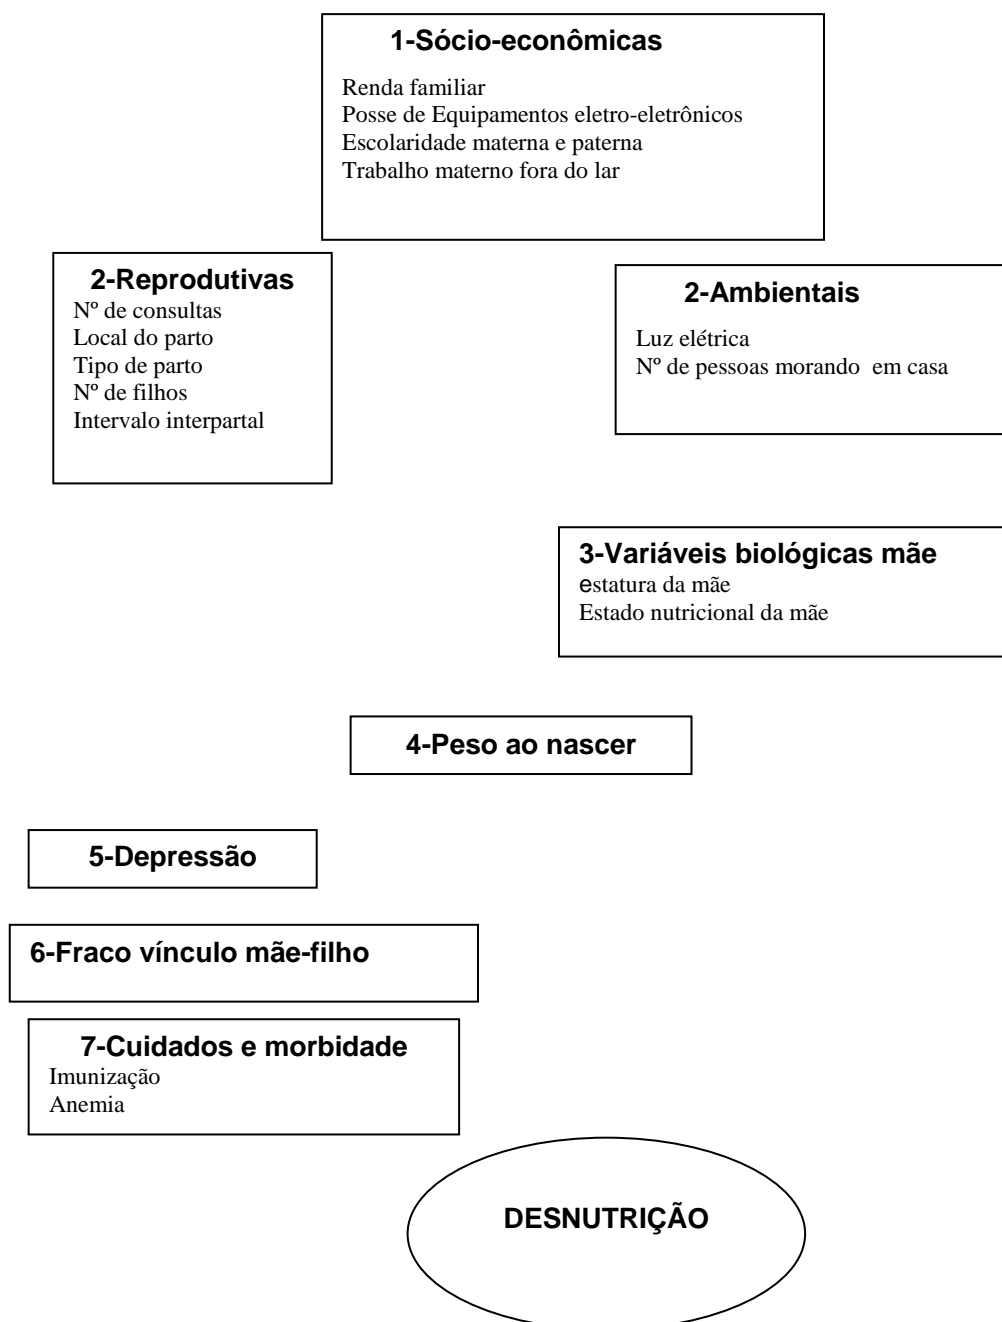 1-Sócio-econômicas
Renda familiar
Posse de Equipamentos eletro-eletrônicos
Escolaridade materna e paterna
Trabalho materno fora do lar
2-Reprodutivas
Nº de consultas
Local do parto
Tipo de parto
Nº de filhos
Intervalo interpartal
2-Ambientais
Luz elétrica
Nº de pessoas morando em casa
3-Variáveis biológicas mãe
estatura da mãe
Estado nutricional da mãe
4-Peso ao nascer
5-Depressão
6-Fraco vínculo mãe-filho
7-Cuidados e morbidade
Imunização
Anemia
DESNUTRIÇÃO